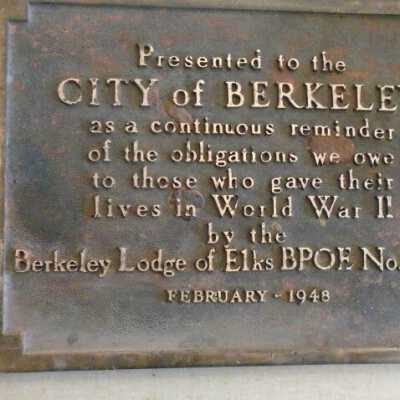 Presented to the
CITY of BERKELEY
as a continuous reminder
of the obligations we owe
to those who gave their
lives in World War II
by the
Berkeley Lodge of Elks BPOE No.
FEBRUARY - 1948